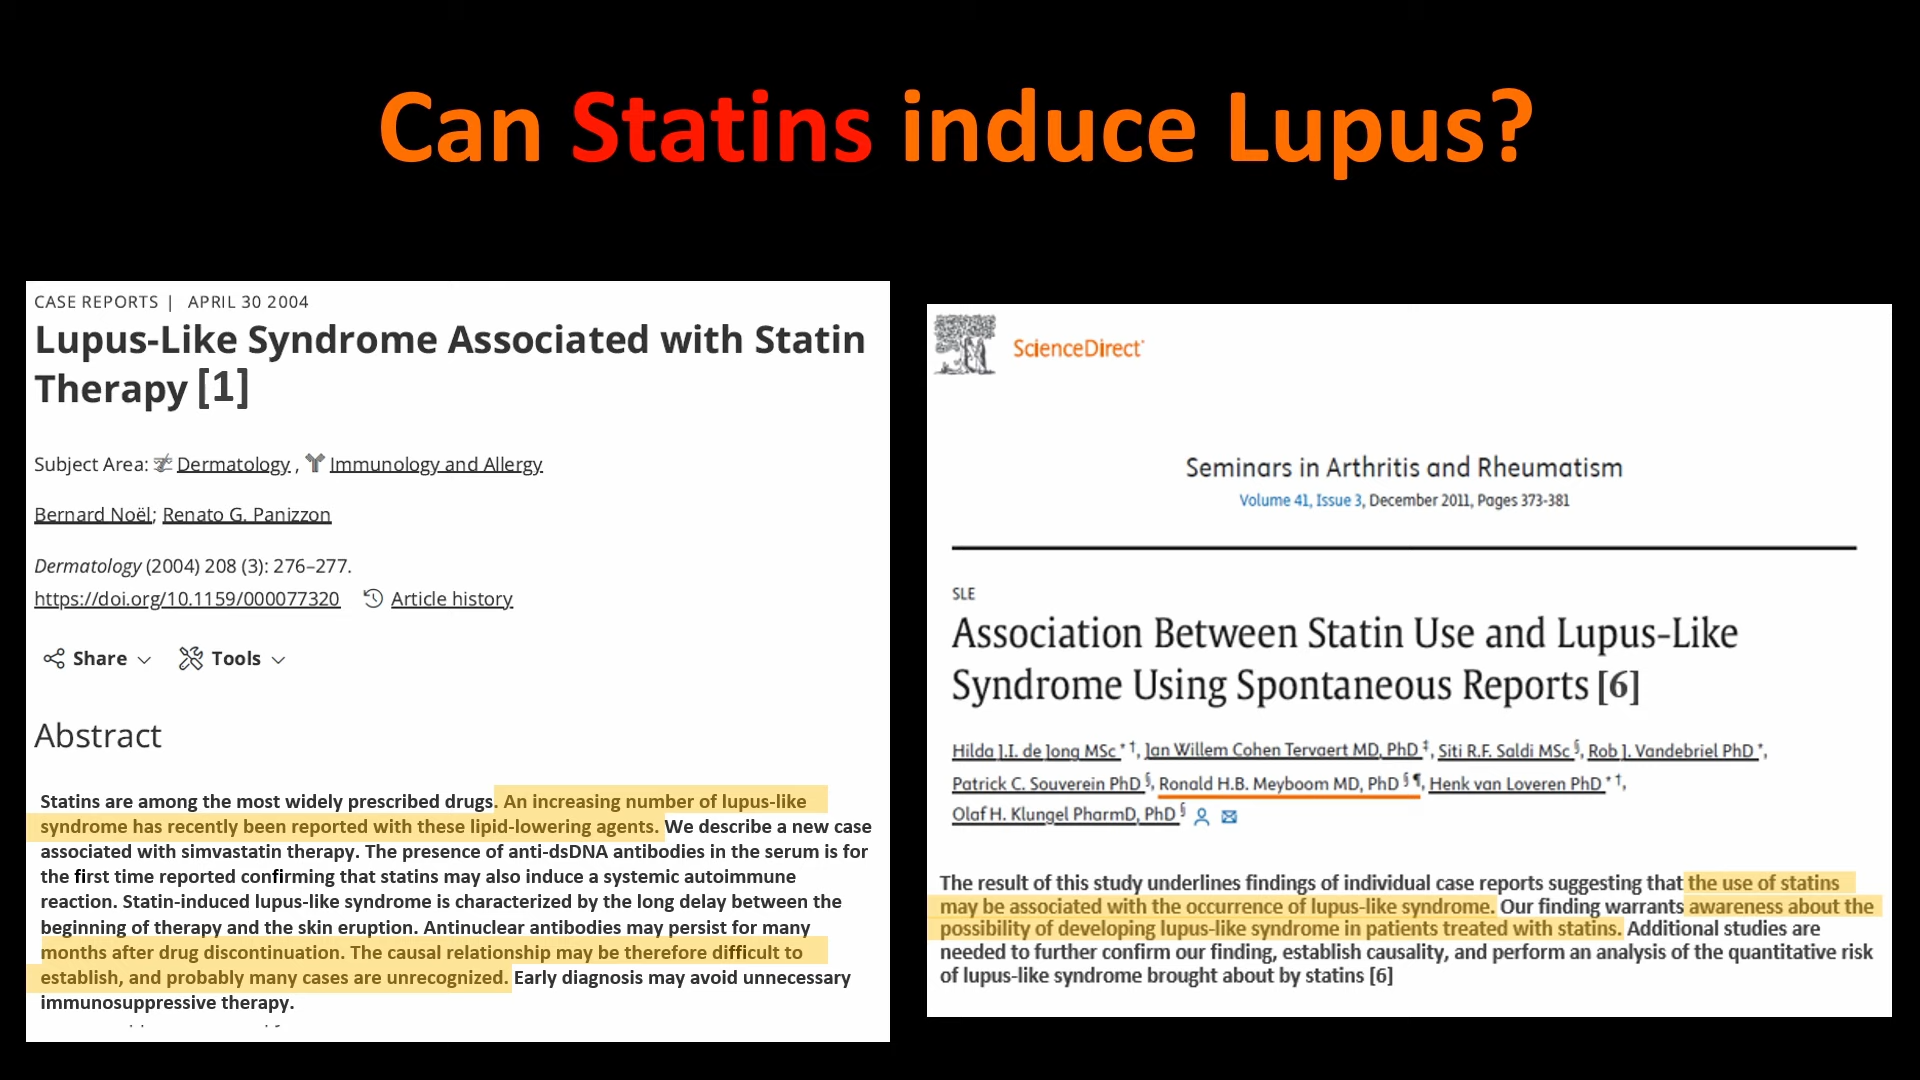 Can Statins induce Lupus?
CASE REPORTS | APRIL 30 2004
Lupus-Like Syndrome Associated with Statin
Therapy [1]
Subject Area: Dermatology , Immunology and Allergy
Bernard Noël; Renato G. Panizzon
Dermatology (2004) 208 (3): 276–277.
https://doi.org/10.1159/000077320 Article history
Share Tools
Abstract
Statins are among the most widely prescribed drugs. An increasing number of lupus-like
syndrome has recently been reported with these lipid-lowering agents. We describe a new case
associated with simvastatin therapy. The presence of anti-dsDNA antibodies in the serum is for
the first time reported confirming that statins may also induce a systemic autoimmune
reaction. Statin-induced lupus-like syndrome is characterized by the long delay between the
beginning of therapy and the skin eruption. Antinuclear antibodies may persist for many
months after drug discontinuation. The causal relationship may be therefore difficult to
establish, and probably many cases are unrecognized. Early diagnosis may avoid unnecessary
immunosuppressive therapy.
ScienceDirect
Seminars in Arthritis and Rheumatism
Volume 41, Issue 3, December 2011, Pages 373-381
SLE
Association Between Statin Use and Lupus-Like
Syndrome Using Spontaneous Reports [6]
Hilda J.I. de Jong MSc * †, Jan Willem Cohen Tervaert MD, PhD ‡, Siti R.F. Saldi MSc §, Rob J. Vandebriel PhD *,
Patrick C. Souverein PhD §, Ronald H.B. Meyboom MD, PhD § ¶, Henk van Loveren PhD * †,
Olaf H. Klungel PharmD, PhD §
The result of this study underlines findings of individual case reports suggesting that the use of statins
may be associated with the occurrence of lupus-like syndrome. Our finding warrants awareness about the
possibility of developing lupus-like syndrome in patients treated with statins. Additional studies are
needed to further confirm our finding, establish causality, and perform an analysis of the quantitative risk
of lupus-like syndrome brought about by statins [6]